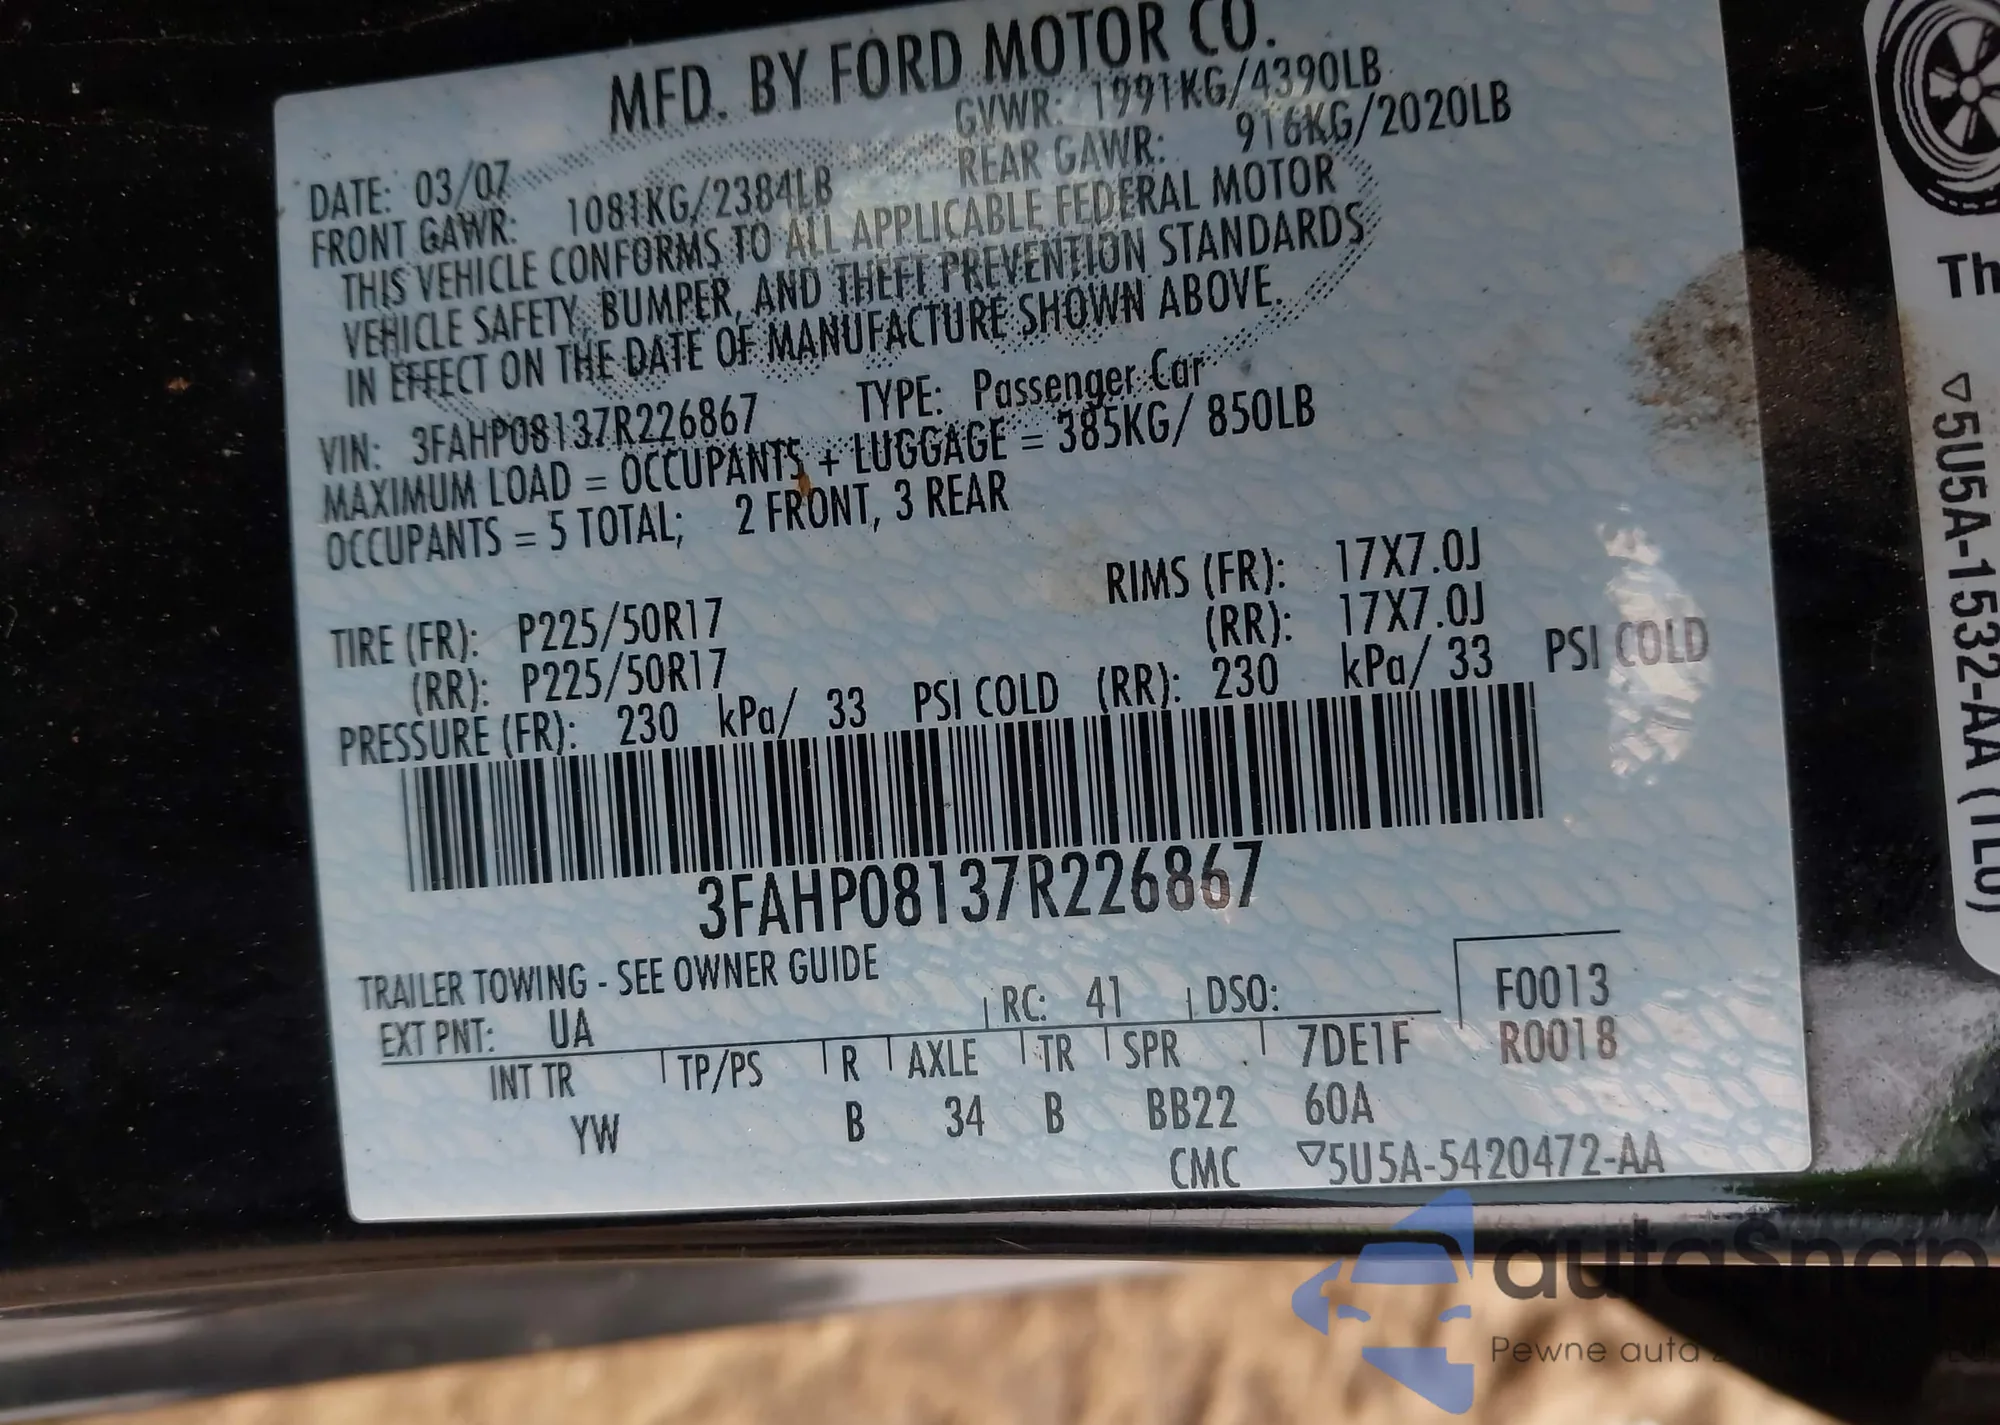 MFD. BY FORD MOTOR CO.
DATE: 03/07 GVWR: 1991KG/4390LB
FRONT GAWR: 1081KG/2384LB REAR GAWR: 916KG/2020LB
THIS VEHICLE CONFORMS TO ALL APPLICABLE FEDERAL MOTOR
VEHICLE SAFETY, BUMPER, AND THEFT PREVENTION STANDARDS
IN EFFECT ON THE DATE OF MANUFACTURE SHOWN ABOVE.
VIN: 3FAHP08137R226867 TYPE: Passenger Car
MAXIMUM LOAD = OCCUPANTS + LUGGAGE = 385KG/ 850LB
OCCUPANTS = 5 TOTAL; 2 FRONT, 3 REAR
TIRE (FR): P225/50R17 RIMS (FR): 17X7.0J
(RR): P225/50R17 (RR): 17X7.0J
PRESSURE (FR): 230 kPa/ 33 PSI COLD (RR): 230 kPa/ 33 PSI COLD
3FAHP08137R226867
TRAILER TOWING - SEE OWNER GUIDE
EXT PNT: UA RC: 41 DSO: F0013
INT TR TP/PS R AXLE TR SPR 7DE1F R0018
YW B 34 B BB22 60A
CMC ▽5U5A-5420472-AA
Th
▽5U5A-1532-AA (TL0)
autoSnap
Pewne auta